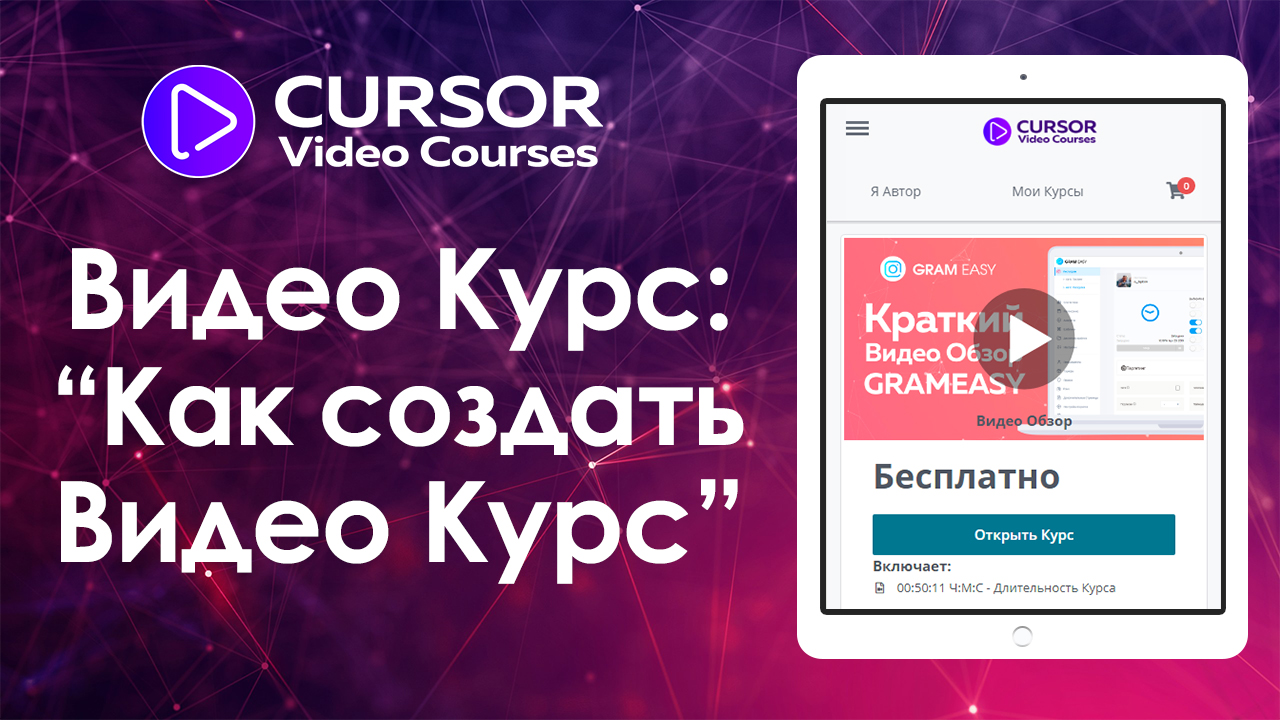 CURSOR
Video Courses
Видео Курс:
“Как создать
Видео Курс”
CURSOR
Video Courses
Я Автор
Мои Курсы
0
GRAM EASY
Краткий
Видео Обзор
GRAMEASY
Видео Обзор
Бесплатно
Открыть Курс
Включает:
00:50:11 Ч:М:С - Длительность Курса